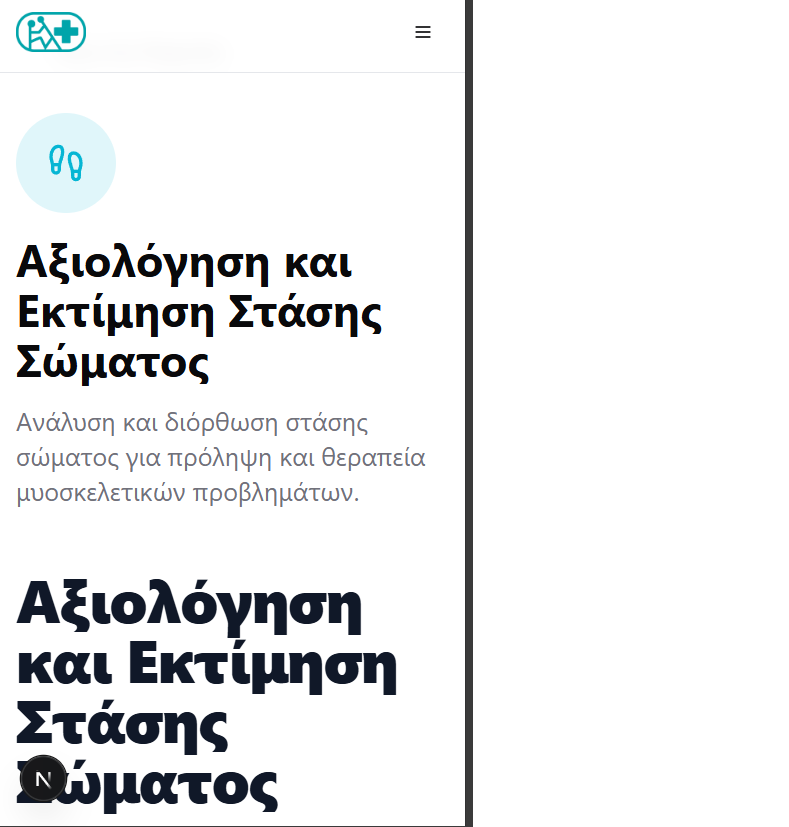 Αξιολόγηση και
Εκτίμηση Στάσης
Σώματος
Ανάλυση και διόρθωση στάσης
σώματος για πρόληψη και θεραπεία
μυοσκελετικών προβλημάτων.
Αξιολόγηση
και Εκτίμηση
Στάσης
Σώματος
N